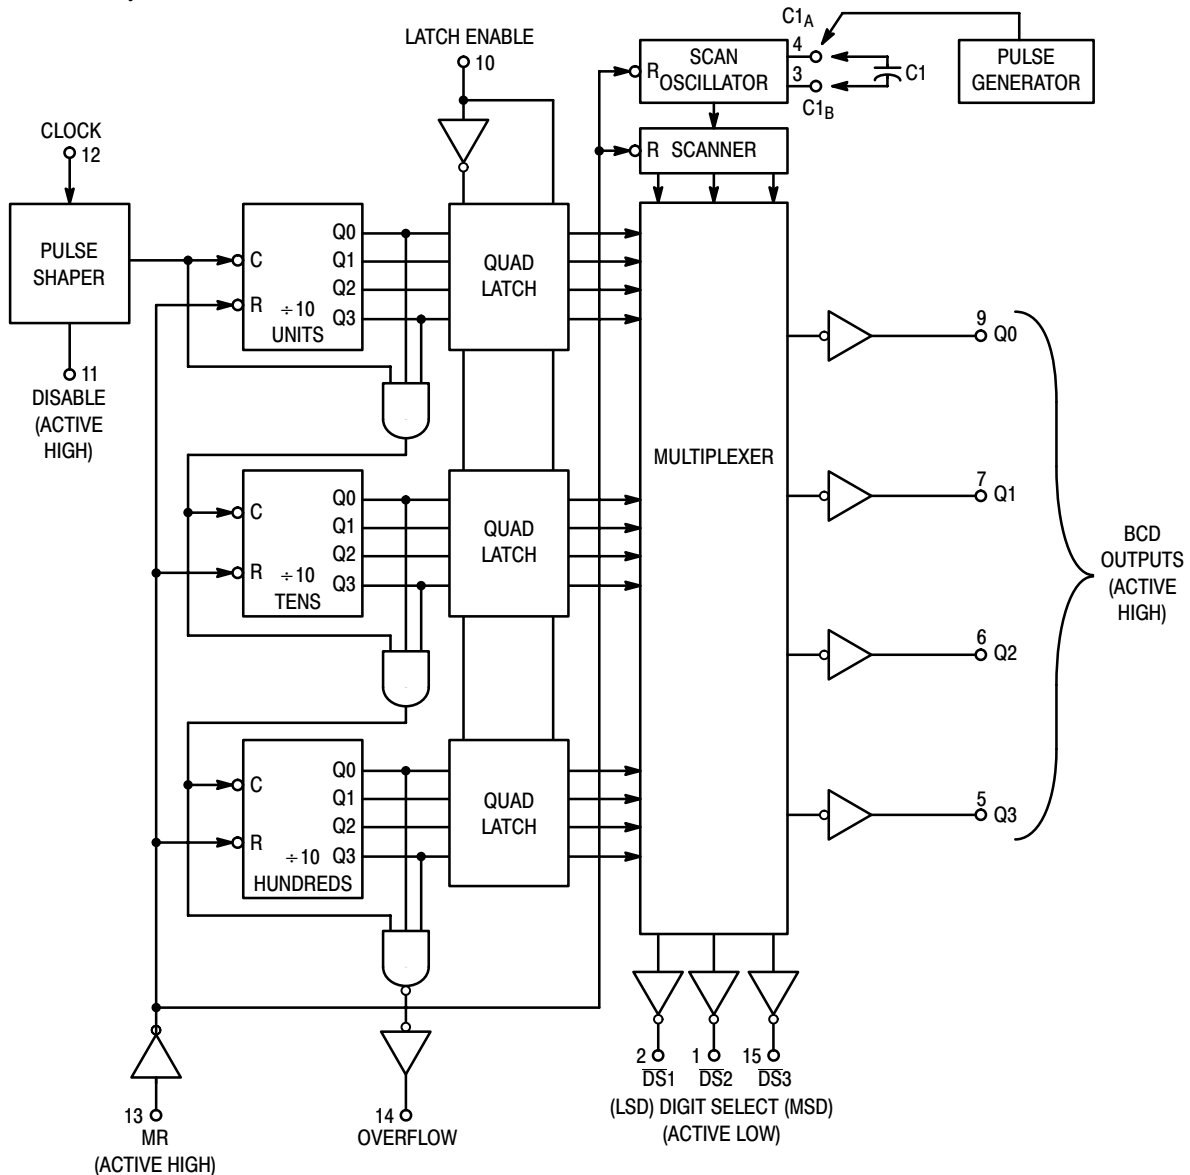 LATCH ENABLE
10
CLOCK
12
PULSE
SHAPER
11
DISABLE
(ACTIVE
HIGH)
C
R
÷10
UNITS
Q0
Q1
Q2
Q3
QUAD
LATCH
C
R
÷10
TENS
Q0
Q1
Q2
Q3
QUAD
LATCH
C
R
÷10
HUNDREDS
Q0
Q1
Q2
Q3
QUAD
LATCH
R
SCAN
OSCILLATOR
4
3
C1A
C1B
C1
PULSE
GENERATOR
R SCANNER
MULTIPLEXER
9
Q0
7
Q1
6
Q2
5
Q3
BCD
OUTPUTS
(ACTIVE
HIGH)
13
MR
(ACTIVE HIGH)
14
OVERFLOW
2 1 15
D̅S̅1 D̅S̅2 D̅S̅3
(LSD) DIGIT SELECT (MSD)
(ACTIVE LOW)